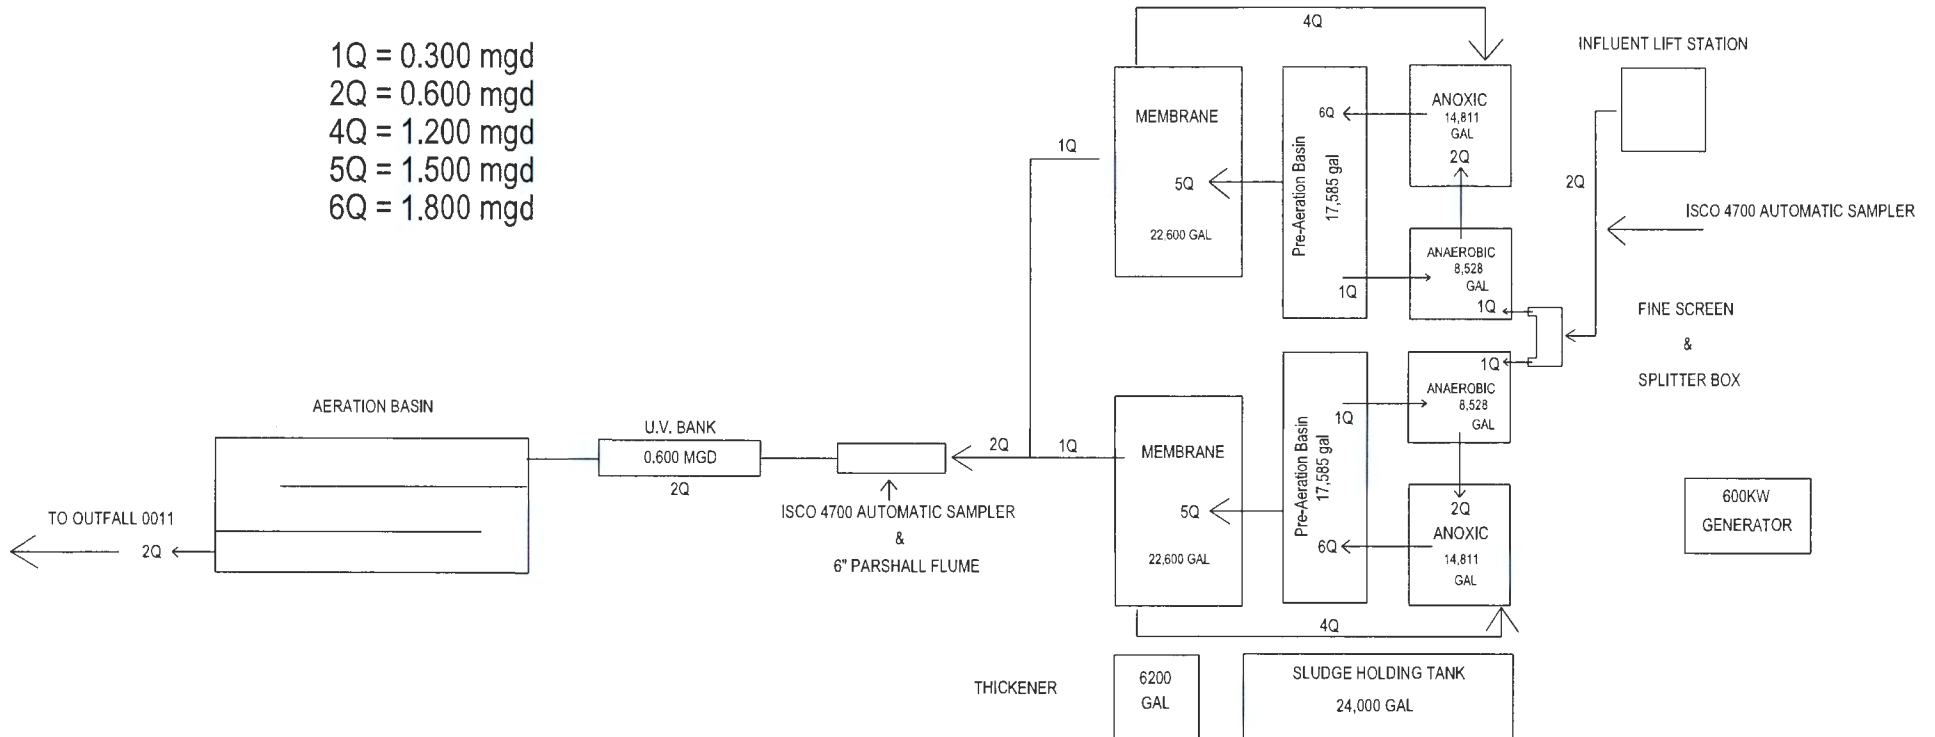 1Q = 0.300 mgd
2Q = 0.600 mgd
4Q = 1.200 mgd
5Q = 1.500 mgd
6Q = 1.800 mgd
4Q
INFLUENT LIFT STATION
MEMBRANE
5Q
22,600 GAL
1Q
Pre-Aeration Basin
17,585 gal
6Q
1Q
ANOXIC
14,811
GAL
2Q
ANAEROBIC
8,528
GAL
1Q
2Q
ISCO 4700 AUTOMATIC SAMPLER
FINE SCREEN
&
SPLITTER BOX
1Q
ANAEROBIC
8,528
GAL
2Q
ANOXIC
14,811
GAL
Pre-Aeration Basin
17,585 gal
1Q
6Q
MEMBRANE
5Q
22,600 GAL
4Q
1Q
2Q
AERATION BASIN
U.V. BANK
0.600 MGD
2Q
ISCO 4700 AUTOMATIC SAMPLER
&
6" PARSHALL FLUME
TO OUTFALL 0011
2Q
600KW
GENERATOR
THICKENER
6200
GAL
SLUDGE HOLDING TANK
24,000 GAL